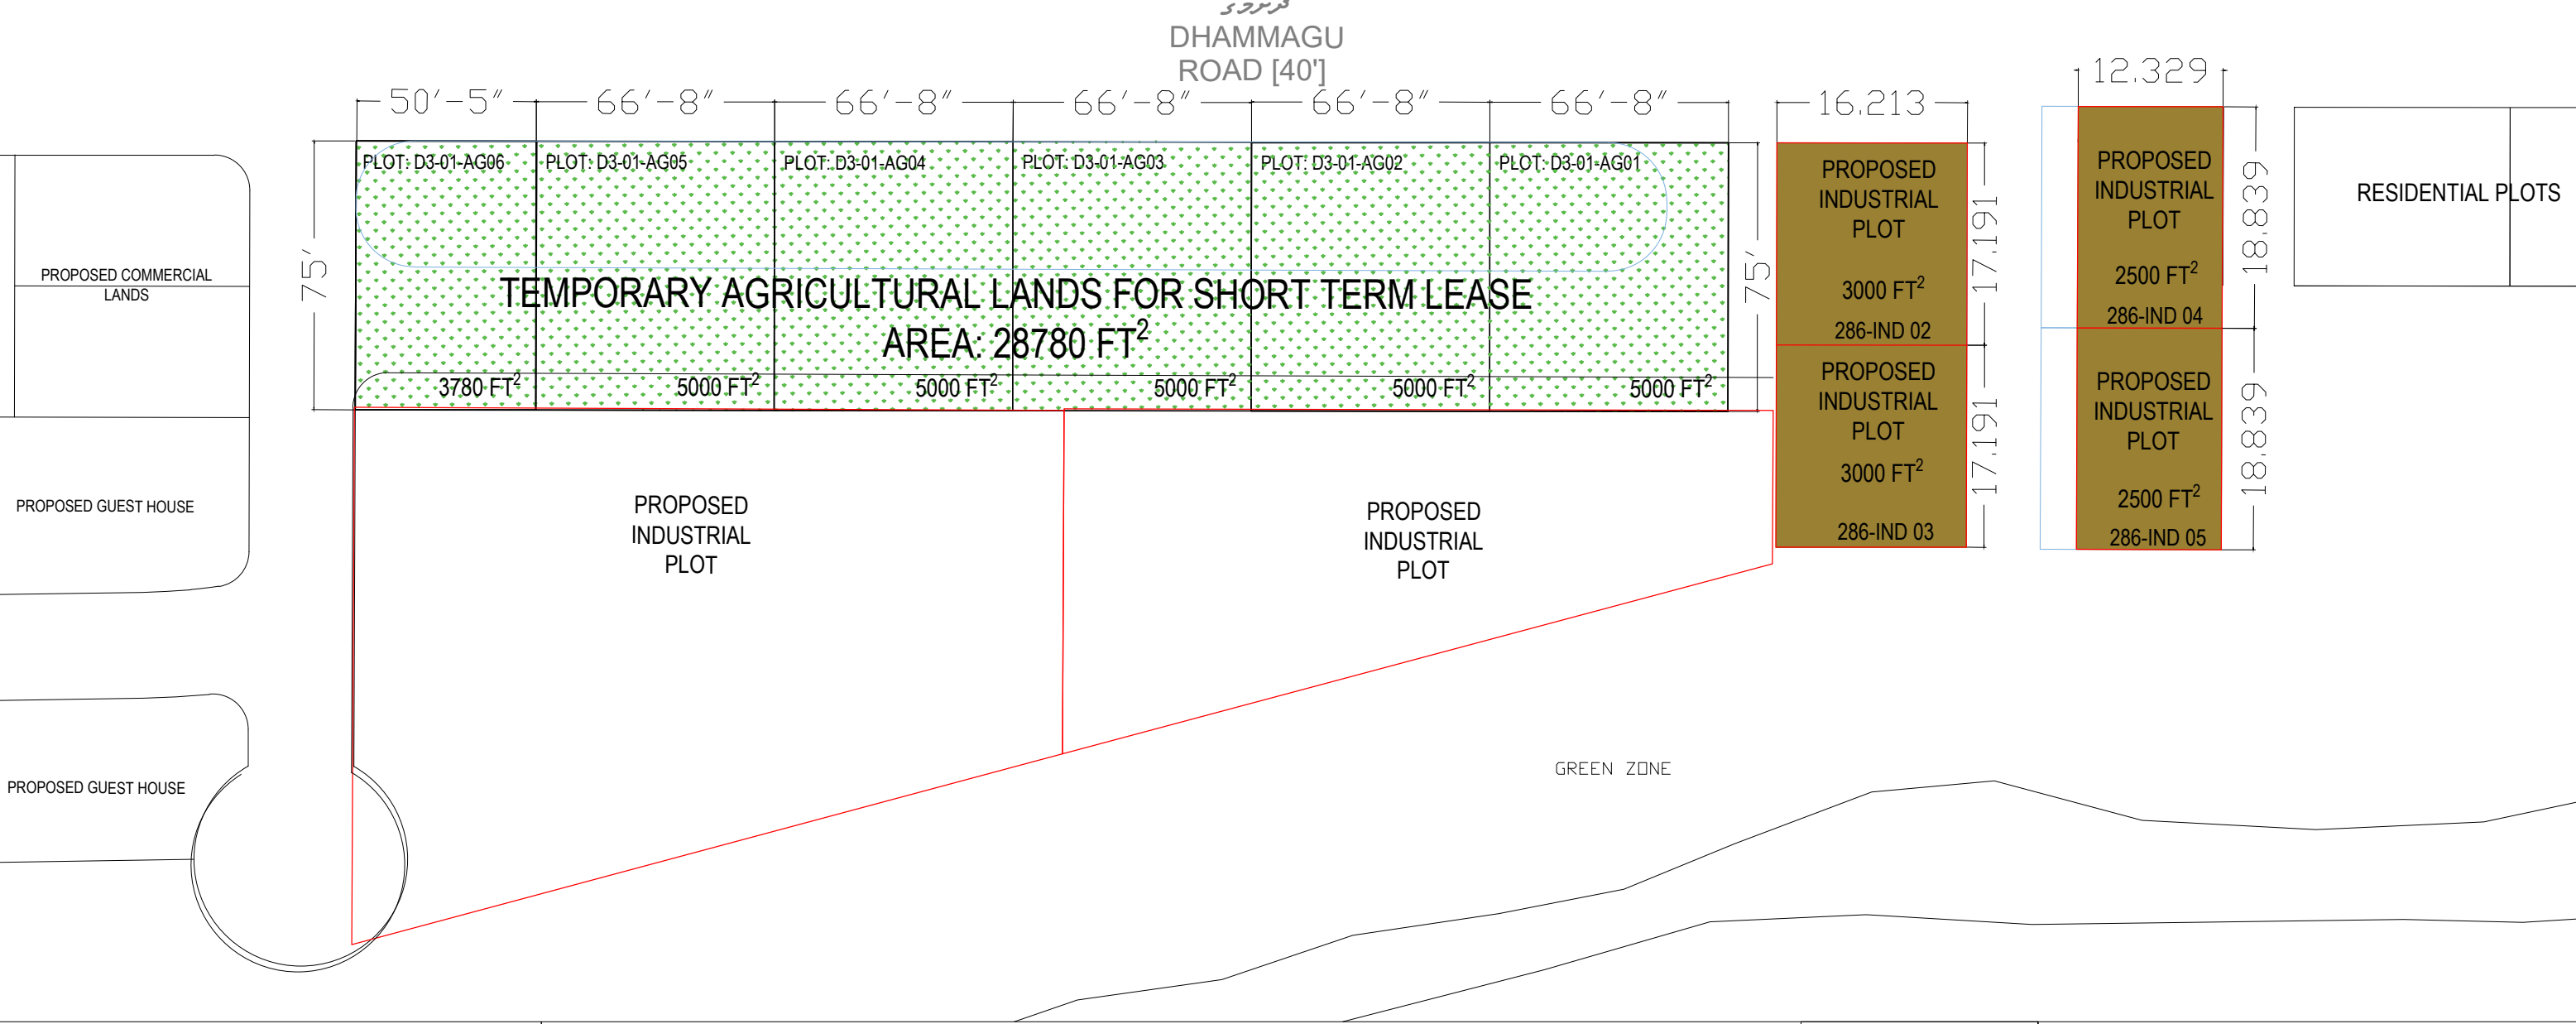 DHAMMAGU
ROAD [40']
50'-5"
66'-8"
66'-8"
66'-8"
66'-8"
66'-8"
16.213
12.329
PLOT: D3-01-AG06
PLOT: D3-01-AG05
PLOT: D3-01-AG04
PLOT: D3-01-AG03
PLOT: D3-01-AG02
PLOT: D3-01-AG01
75'
TEMPORARY AGRICULTURAL LANDS FOR SHORT TERM LEASE
AREA: 28780 FT²
3780 FT²
5000 FT²
5000 FT²
5000 FT²
5000 FT²
5000 FT²
75'
PROPOSED
INDUSTRIAL
PLOT
3000 FT²
286-IND 02
17.191
PROPOSED
INDUSTRIAL
PLOT
3000 FT²
286-IND 03
17.191
PROPOSED
INDUSTRIAL
PLOT
2500 FT²
286-IND 04
18.839
PROPOSED
INDUSTRIAL
PLOT
2500 FT²
286-IND 05
18.839
RESIDENTIAL PLOTS
PROPOSED COMMERCIAL
LANDS
PROPOSED GUEST HOUSE
PROPOSED
INDUSTRIAL
PLOT
PROPOSED
INDUSTRIAL
PLOT
PROPOSED GUEST HOUSE
GREEN ZONE